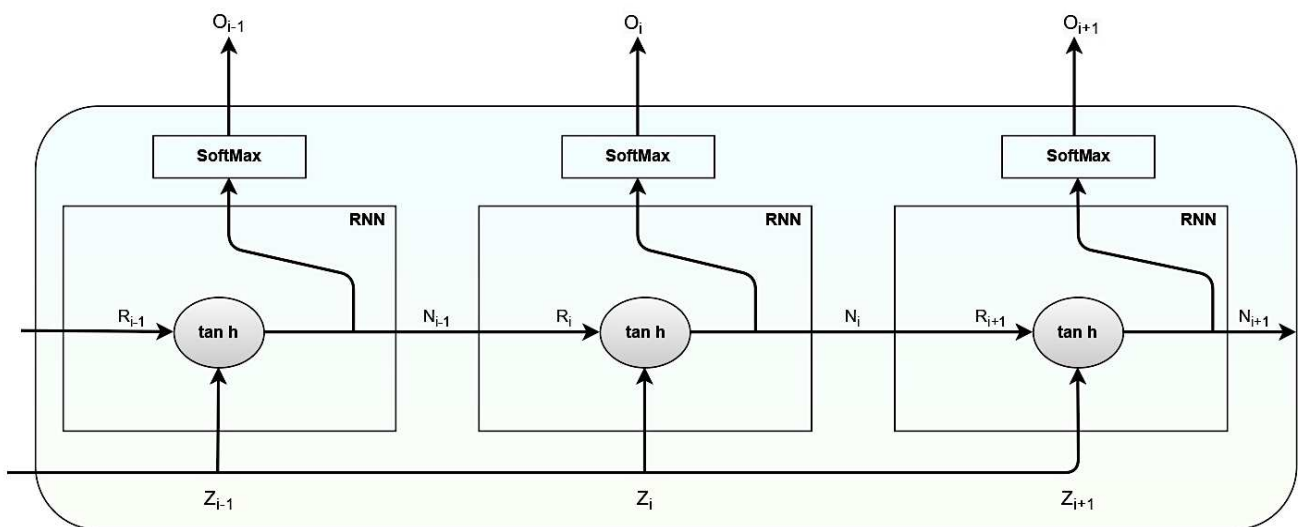 O_{i-1} O_i O_{i+1}
SoftMax SoftMax SoftMax
RNN RNN RNN
R_{i-1} tan h N_{i-1} R_i tan h N_i R_{i+1} tan h N_{i+1}
Z_{i-1} Z_i Z_{i+1}